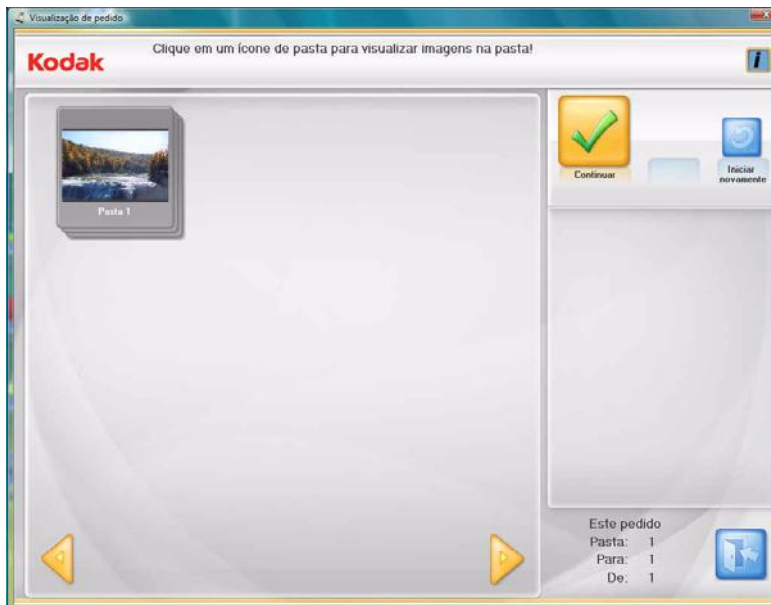 Visualização de pedido
Clique em um ícone de pasta para visualizar imagens na pasta!
Kodak
i
Pasta 1
Continuar
Iniciar
novamente
Este pedido
Pasta: 1
Para: 1
De: 1